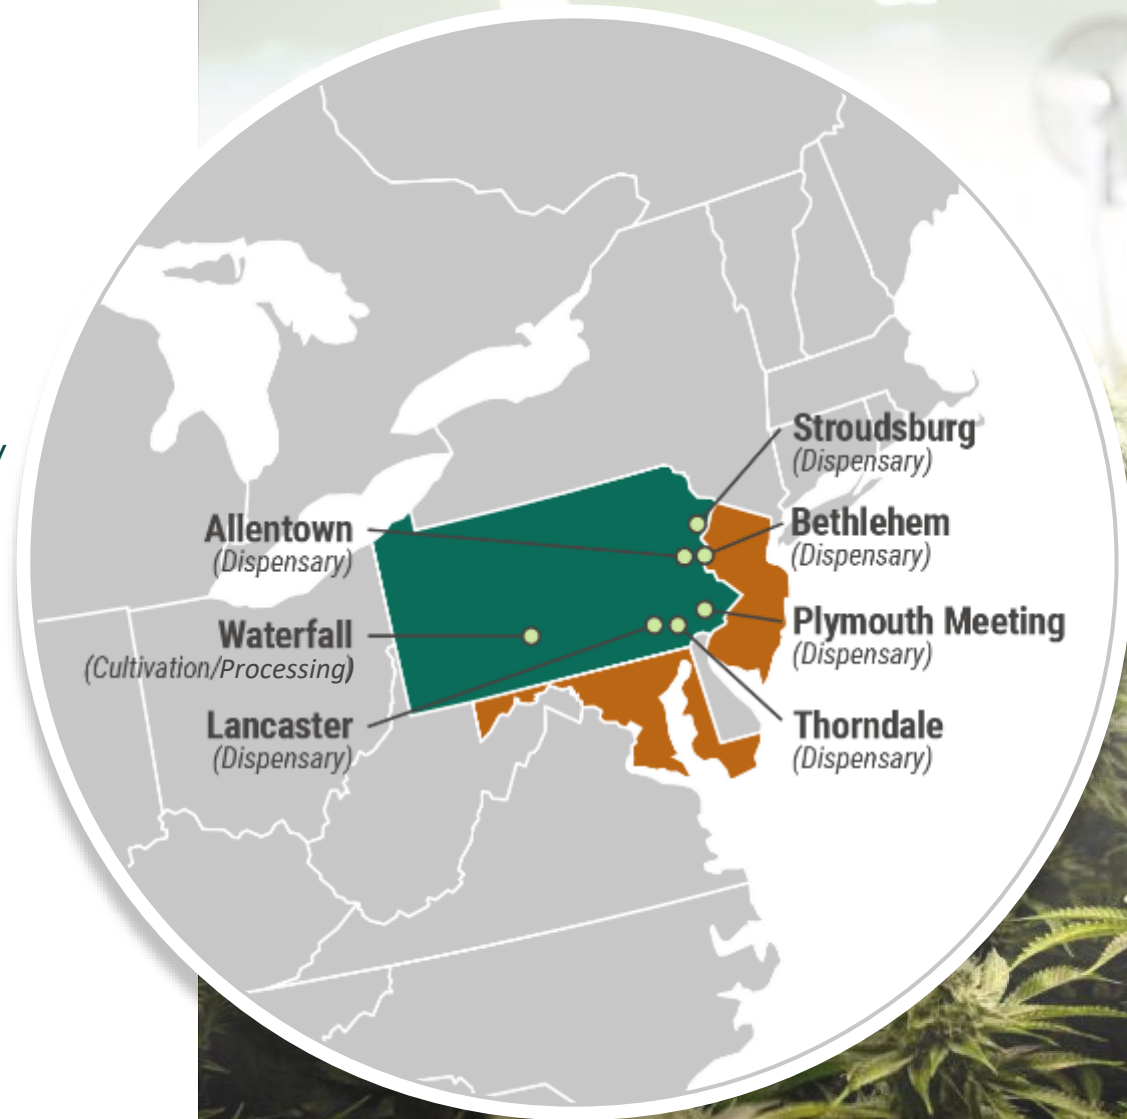 Stroudsburg
(Dispensary)
Allentown
(Dispensary)
Bethlehem
(Dispensary)
Waterfall
(Cultivation/Processing)
Plymouth Meeting
(Dispensary)
Lancaster
(Dispensary)
Thorndale
(Dispensary)